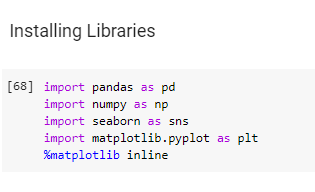 Installing Libraries
[68] import pandas as pd
import numpy as np
import seaborn as sns
import matplotlib.pyplot as plt
%matplotlib inline